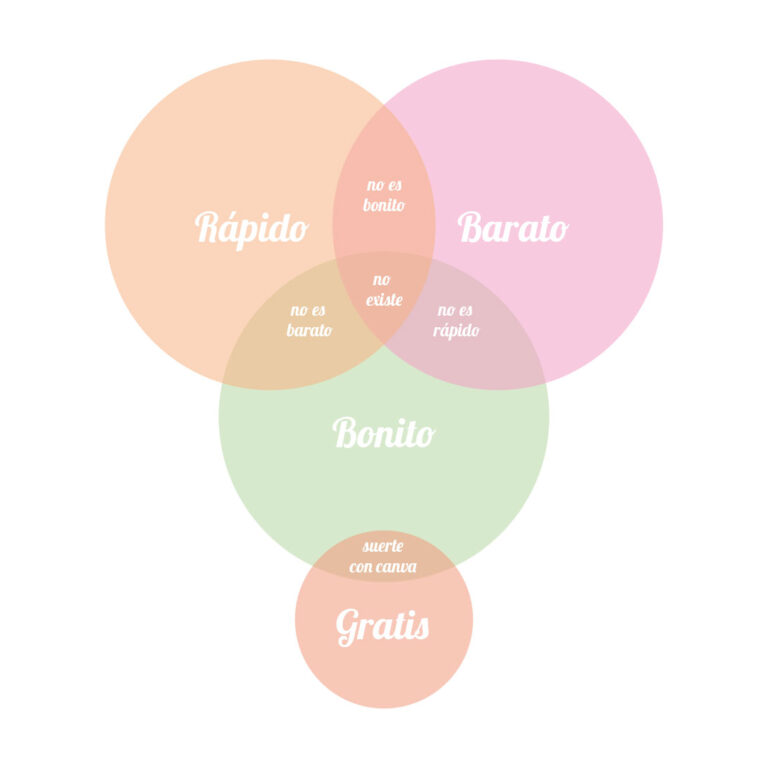 no es
bonito
Rápido
Barato
no
existe
no es
barato
no es
rápido
Bonito
suerte
con canva
Gratis